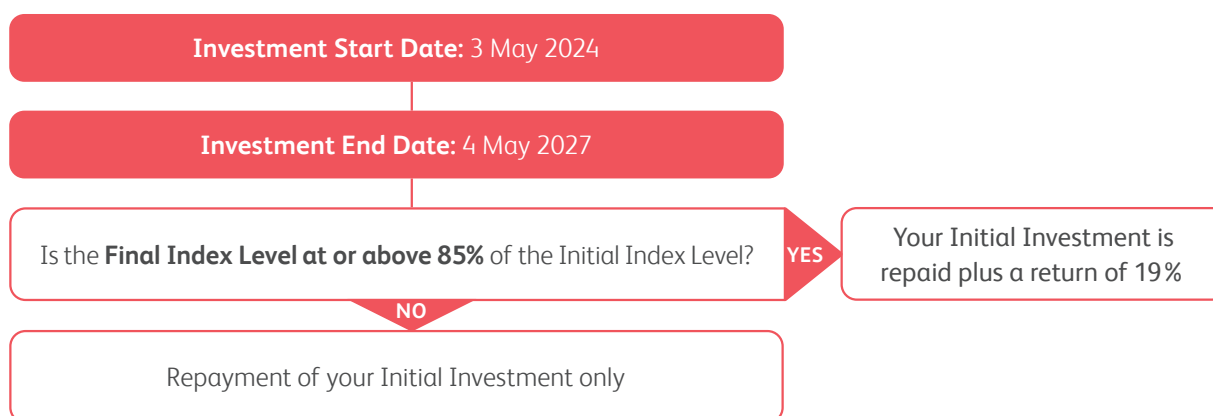 Investment Start Date: 3 May 2024
Investment End Date: 4 May 2027
Is the Final Index Level at or above 85% of the Initial Index Level?
YES
Your Initial Investment is
repaid plus a return of 19%
NO
Repayment of your Initial Investment only